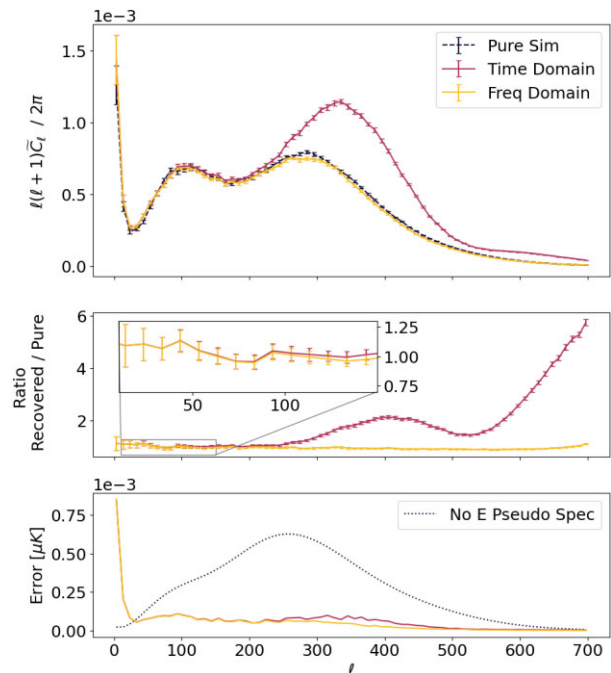 1e−3
1.5
1.0
0.5
0.0
ℓ(ℓ + 1)C̃ℓ / 2π
Pure Sim
Time Domain
Freq Domain
6
4
2
Ratio
Recovered / Pure
1.25
1.00
0.75
50 100
1e−3
0.75
0.50
0.25
0.00
Error [μK]
No E Pseudo Spec
0 100 200 300 400 500 600 700
ℓ